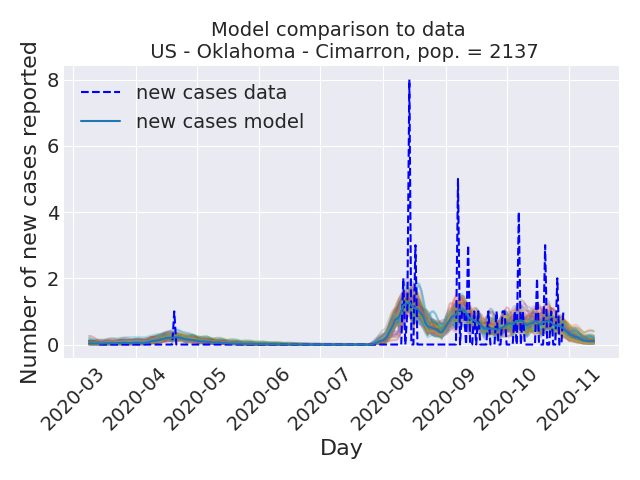 Model comparison to data
US - Oklahoma - Cimarron, pop. = 2137
Number of new cases reported
8
6
4
2
0
new cases data
new cases model
2020-03
2020-04
2020-05
2020-06
2020-07
2020-08
2020-09
2020-10
2020-11
Day